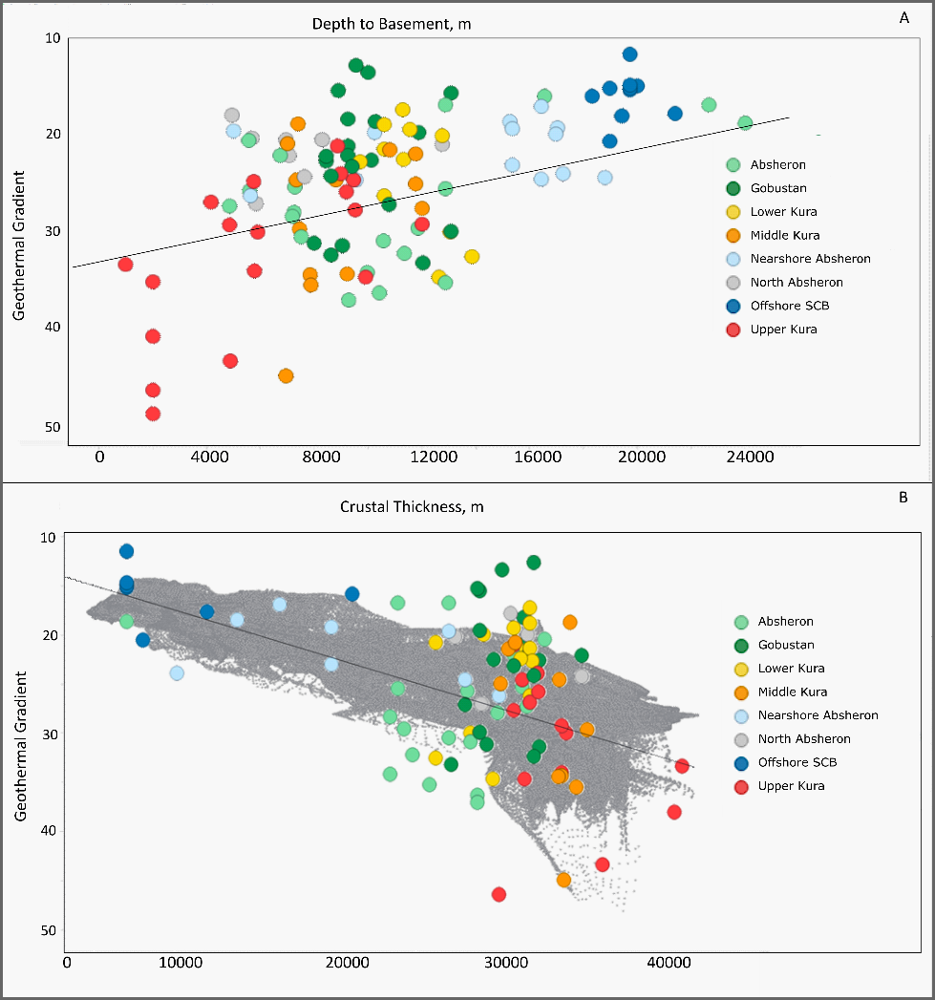 A
Depth to Basement, m
10
20
30
40
50
Geothermal Gradient
Absheron
Gobustan
Lower Kura
Middle Kura
Nearshore Absheron
North Absheron
Offshore SCB
Upper Kura
0 4000 8000 12000 16000 20000 24000
B
Crustal Thickness, m
10
20
30
40
50
Geothermal Gradient
Absheron
Gobustan
Lower Kura
Middle Kura
Nearshore Absheron
North Absheron
Offshore SCB
Upper Kura
0 10000 20000 30000 40000